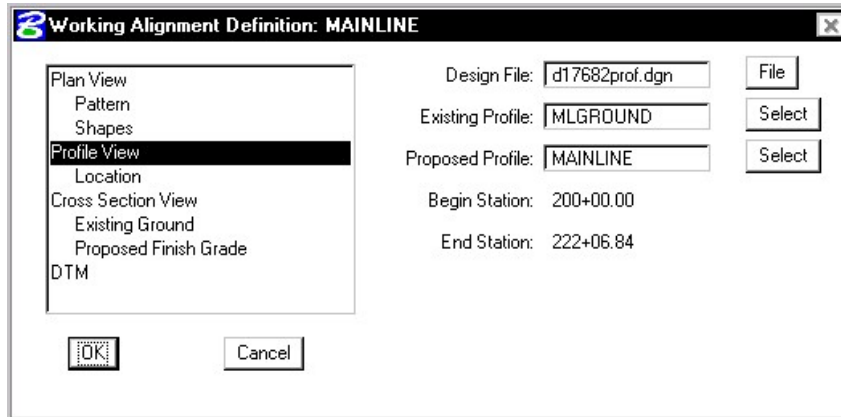 Working Alignment Definition: MAINLINE
Plan View
Pattern
Shapes
Profile View
Location
Cross Section View
Existing Ground
Proposed Finish Grade
DTM
Design File: d17682prof.dgn File
Existing Profile: MLGROUND Select
Proposed Profile: MAINLINE Select
Begin Station: 200+00.00
End Station: 222+06.84
OK Cancel